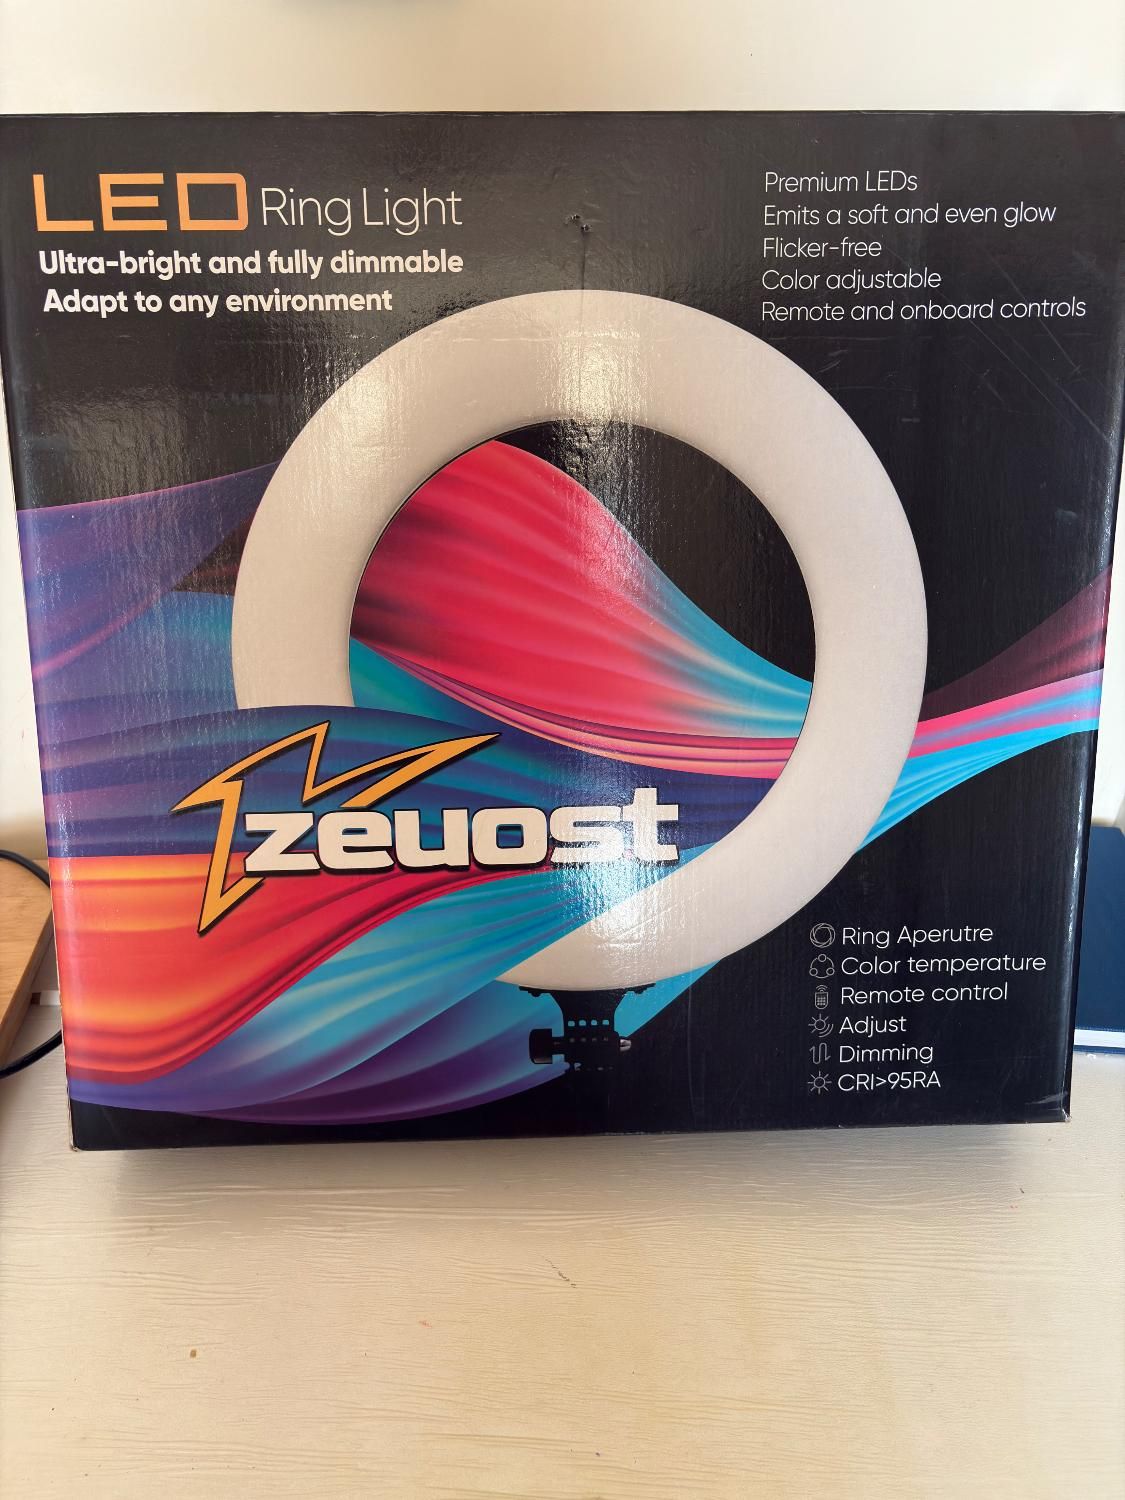 LED Ring Light
Ultra-bright and fully dimmable
Adapt to any environment
Premium LEDs
Emits a soft and even glow
Flicker-free
Color adjustable
Remote and onboard controls
zeuost
Ring Aperutre
Color temperature
Remote control
Adjust
Dimming
CRI>95RA